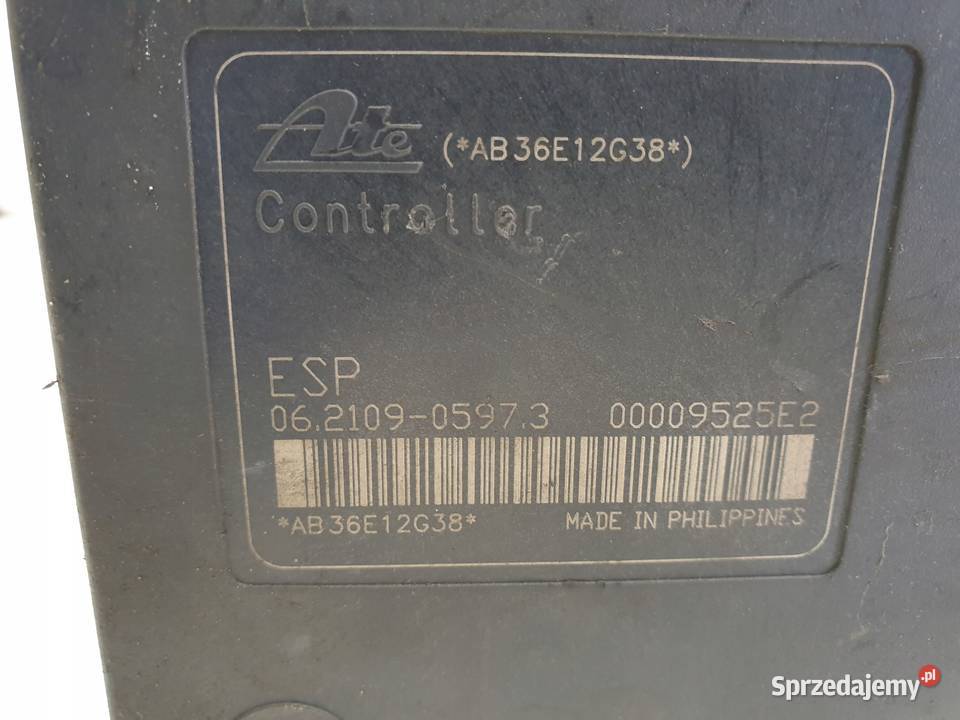 Ate (*AB36E12G38*)
Controller
ESP
06.2109-0597.3 00009525E2
*AB36E12G38* MADE IN PHILIPPINES
Sprzedajemy.pl